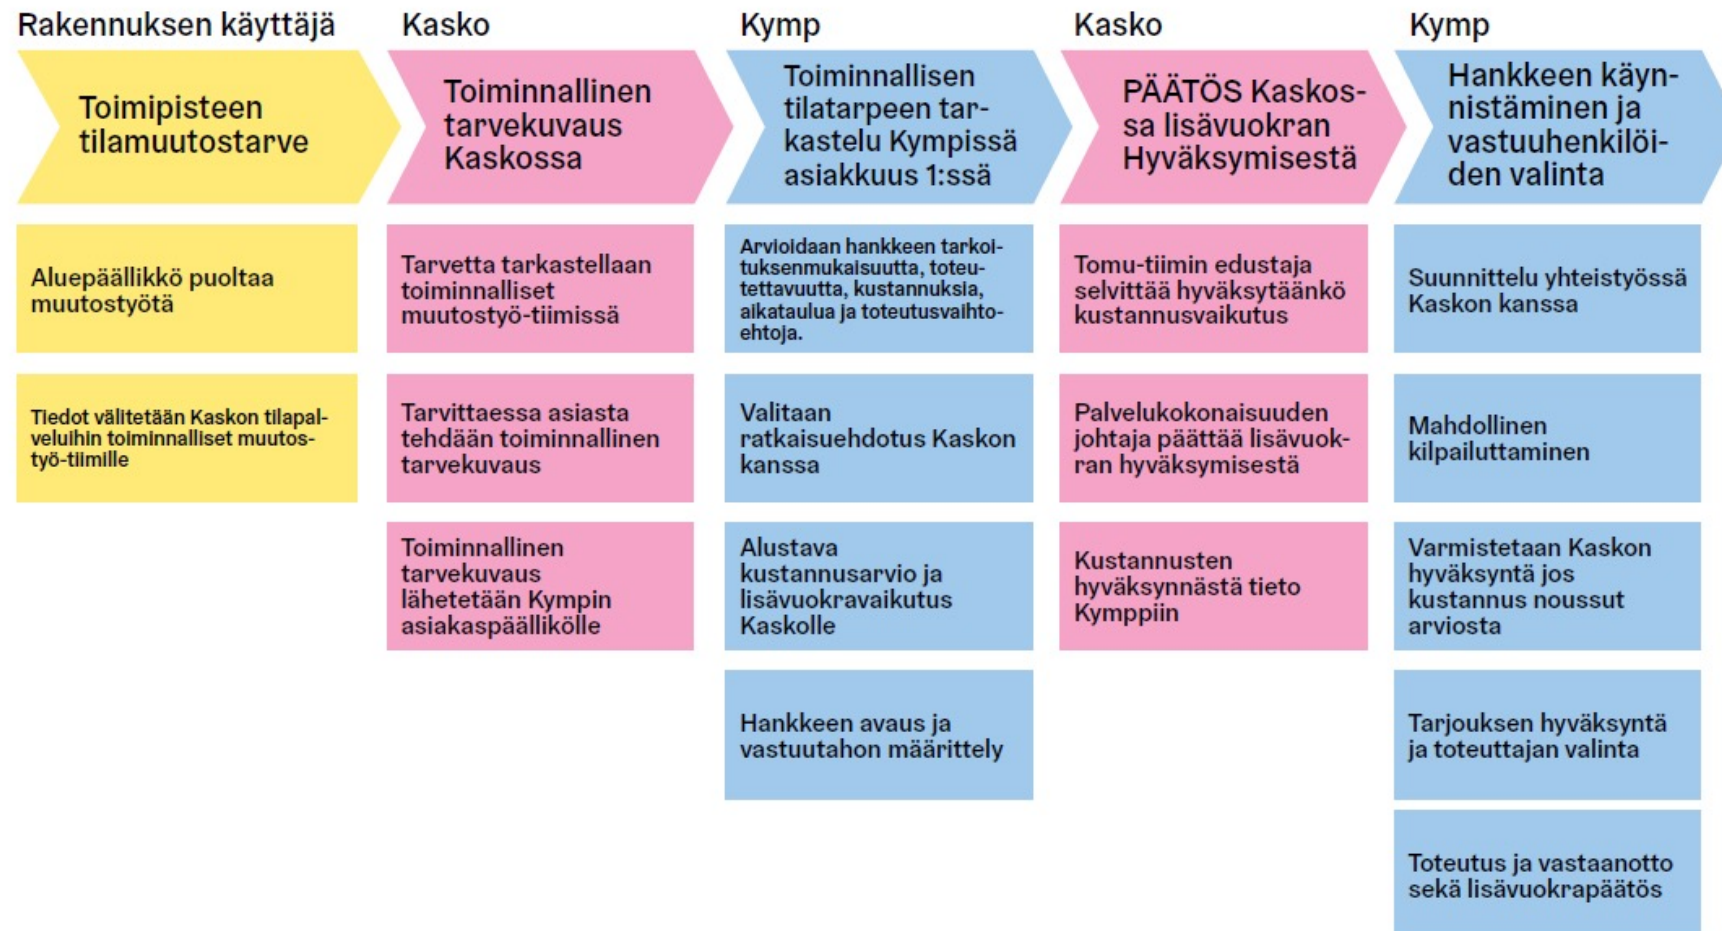 Rakennuksen käyttäjä
Toimipisteen
tilamuutostarve
Aluepäällikkö puoltaa
muutostyötä
Tiedot välitetään Kaskon tilapal-
veluihin toiminnalliset muutos-
työ-tiimille
Kasko
Toiminnallinen
tarvekuvaus
Kaskossa
Tarvetta tarkastellaan
toiminnalliset
muutostyö-tiimissä
Tarvittaessa asiasta
tehdään toiminnallinen
tarvekuvaus
Toiminnallinen
tarvekuvaus
lähetetään Kympin
asiakaspäällikölle
Kymp
Toiminnallisen
tilatarpeen tar-
kastelu Kympissä
asiakkuus 1:ssä
Arvioidaan hankkeen tarkoi-
tuksenmukaisuutta, toteu-
tettavuutta, kustannuksia,
aikataulua ja toteutusvaihto-
ehtoja.
Valitaan
ratkaisuehdotus Kaskon
kanssa
Alustava
kustannusarvio ja
lisävuokravaikutus
Kaskolle
Hankkeen avaus ja
vastuutahon määrittely
Kasko
PÄÄTÖS Kaskos-
sa lisävuokran
Hyväksymisestä
Tomu-tiimin edustaja
selvittää hyväksytäänkö
kustannusvaikutus
Palvelukokonaisuuden
johtaja päättää lisävuok-
ran hyväksymisestä
Kustannusten
hyväksynnästä tieto
Kymppiin
Kymp
Hankkeen käyn-
nistäminen ja
vastuuhenkilöi-
den valinta
Suunnittelu yhteistyössä
Kaskon kanssa
Mahdollinen
kilpailuttaminen
Varmistetaan Kaskon
hyväksyntä jos
kustannus noussut
arviosta
Tarjouksen hyväksyntä
ja toteuttajan valinta
Toteutus ja vastaanotto
sekä lisävuokrapäätös